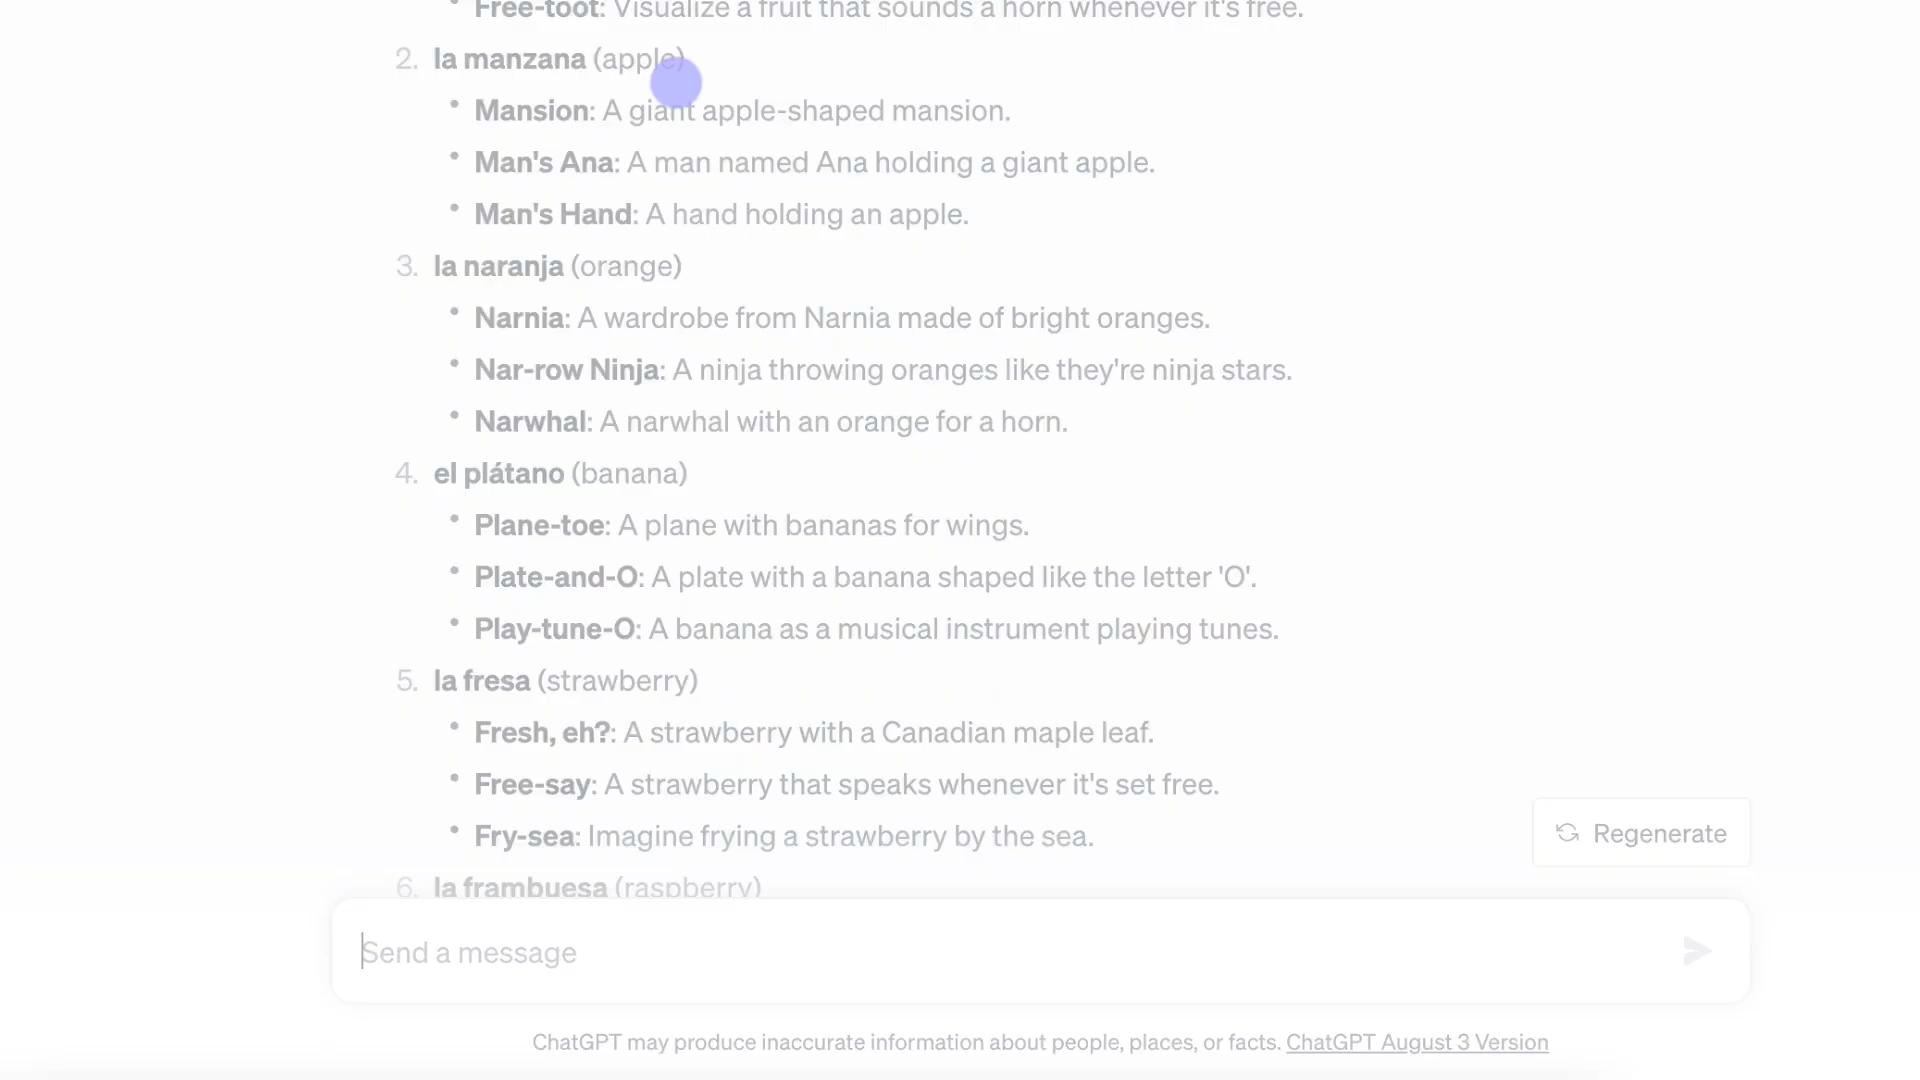 Free-toot: Visualize a fruit that sounds a horn whenever it's free.
2. la manzana (apple)
• Mansion: A giant apple-shaped mansion.
• Man's Ana: A man named Ana holding a giant apple.
• Man's Hand: A hand holding an apple.
3. la naranja (orange)
• Narnia: A wardrobe from Narnia made of bright oranges.
• Nar-row Ninja: A ninja throwing oranges like they're ninja stars.
• Narwhal: A narwhal with an orange for a horn.
4. el plátano (banana)
• Plane-toe: A plane with bananas for wings.
• Plate-and-O: A plate with a banana shaped like the letter 'O'.
• Play-tune-O: A banana as a musical instrument playing tunes.
5. la fresa (strawberry)
• Fresh, eh?: A strawberry with a Canadian maple leaf.
• Free-say: A strawberry that speaks whenever it's set free.
• Fry-sea: Imagine frying a strawberry by the sea.
Regenerate
6. la frambuesa (raspberry)
Send a message
ChatGPT may produce inaccurate information about people, places, or facts. ChatGPT August 3 Version